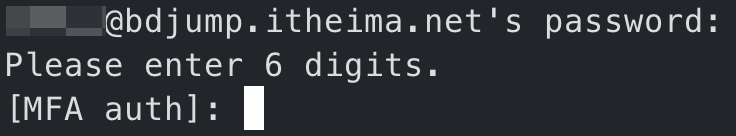 @bdjump.itheima.net's password:
Please enter 6 digits.
[MFA auth]: